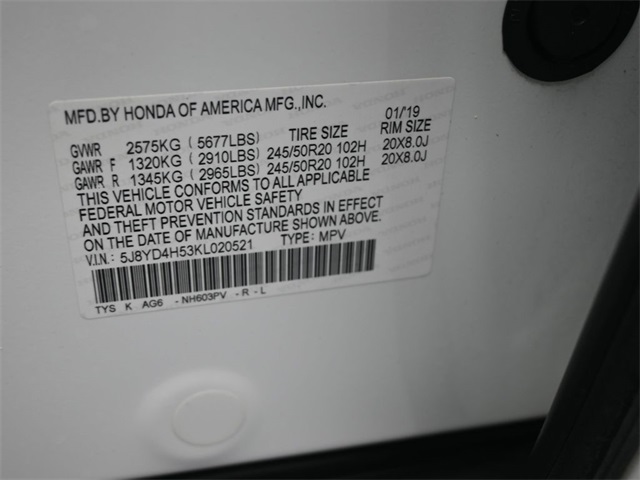 MFD.BY HONDA OF AMERICA MFG.,INC. 01/19
GVWR 2575KG ( 5677LBS) TIRE SIZE RIM SIZE
GAWR F 1320KG ( 2910LBS) 245/50R20 102H 20X8.0J
GAWR R 1345KG ( 2965LBS) 245/50R20 102H 20X8.0J
THIS VEHICLE CONFORMS TO ALL APPLICABLE
FEDERAL MOTOR VEHICLE SAFETY
AND THEFT PREVENTION STANDARDS IN EFFECT
ON THE DATE OF MANUFACTURE SHOWN ABOVE.
V.I.N.: 5J8YD4H53KL020521 TYPE: MPV
TYS K AG6 - NH603PV - R - L